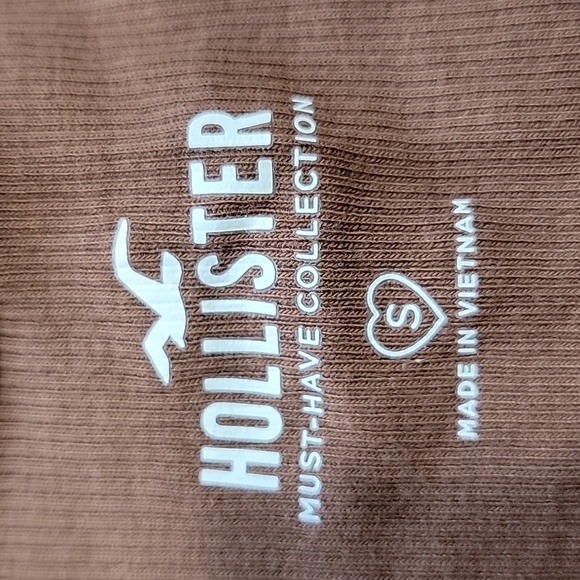 HOLLISTER
MUST-HAVE COLLECTION
S
MADE IN VIETNAM